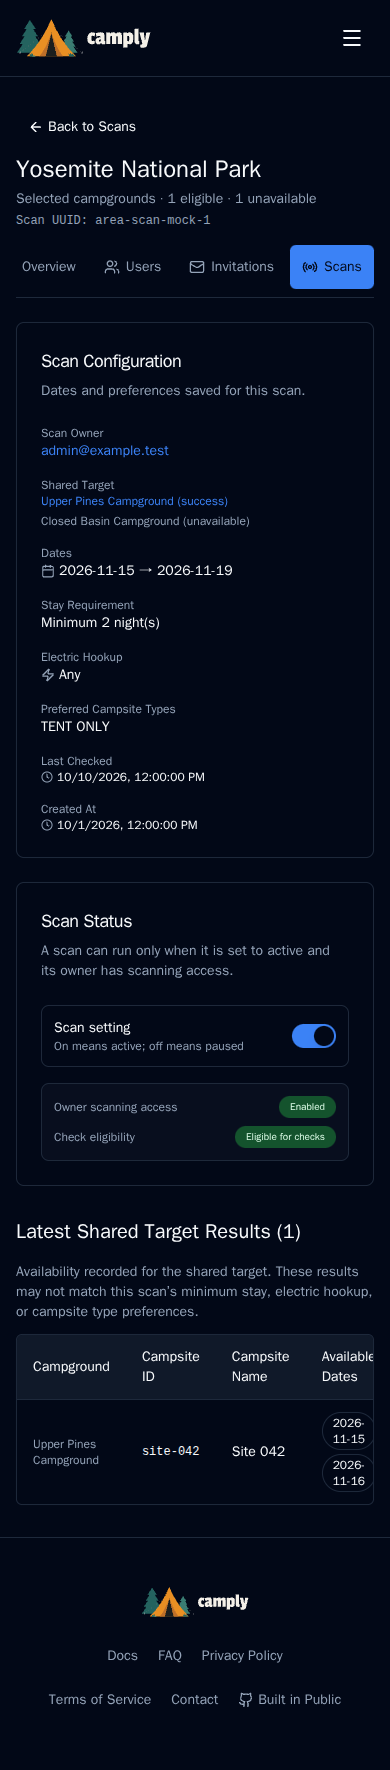 camply
Back to Scans
Yosemite National Park
Selected campgrounds · 1 eligible · 1 unavailable
Scan UUID: area-scan-mock-1
Overview
Users
Invitations
Scans
Scan Configuration
Dates and preferences saved for this scan.
Scan Owner
admin@example.test
Shared Target
Upper Pines Campground (success)
Closed Basin Campground (unavailable)
Dates
2026-11-15 → 2026-11-19
Stay Requirement
Minimum 2 night(s)
Electric Hookup
Any
Preferred Campsite Types
TENT ONLY
Last Checked
10/10/2026, 12:00:00 PM
Created At
10/1/2026, 12:00:00 PM
Scan Status
A scan can run only when it is set to active and
its owner has scanning access.
Scan setting
On means active; off means paused
Owner scanning access
Enabled
Check eligibility
Eligible for checks
Latest Shared Target Results (1)
Availability recorded for the shared target. These results
may not match this scan's minimum stay, electric hookup,
or campsite type preferences.
Campground
Campsite
ID
Campsite
Name
Available
Dates
Upper Pines
Campground
site-042
Site 042
2026-
11-15
2026-
11-16
camply
Docs
FAQ
Privacy Policy
Terms of Service
Contact
Built in Public